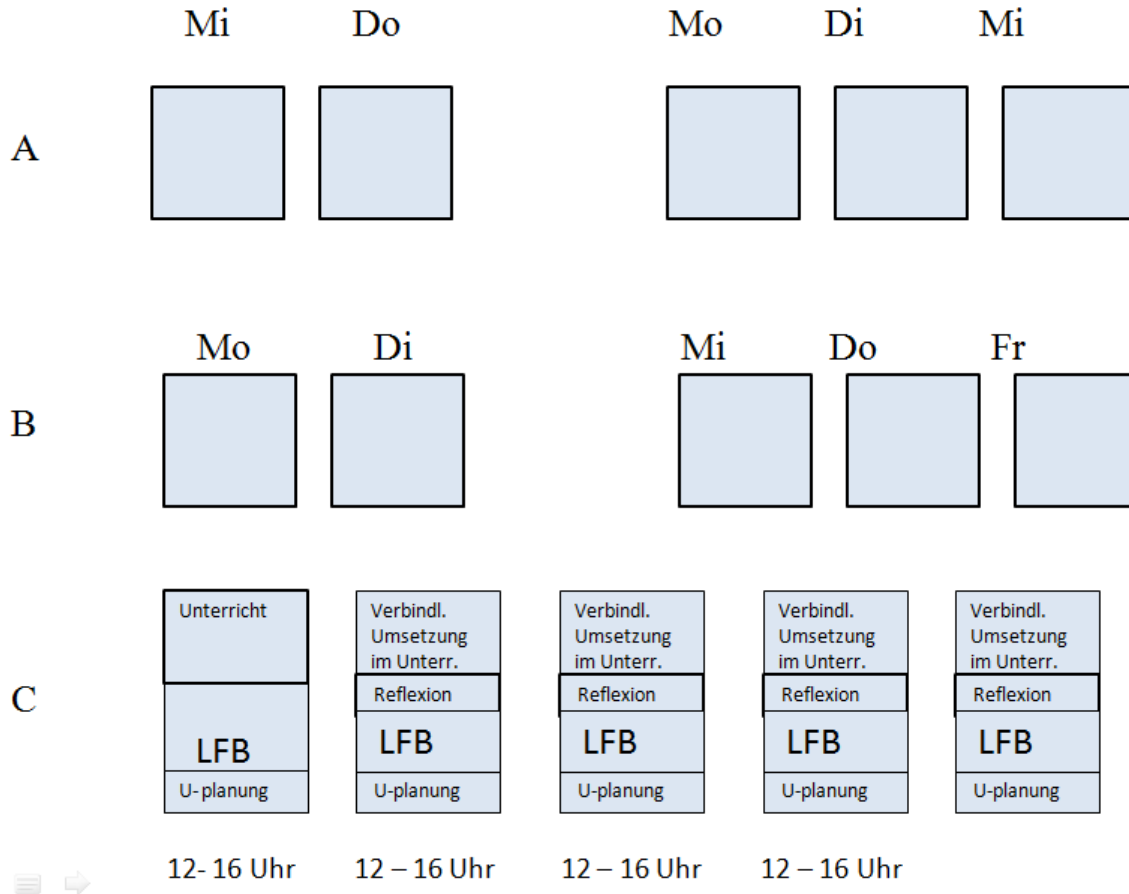 Mi Do Mo Di Mi
A
Mo Di Mi Do Fr
B
C
Unterricht
LFB
U- planung
12- 16 Uhr
Verbindl.
Umsetzung
im Unterr.
Reflexion
LFB
U-planung
12 – 16 Uhr
Verbindl.
Umsetzung
im Unterr.
Reflexion
LFB
U-planung
12 – 16 Uhr
Verbindl.
Umsetzung
im Unterr.
Reflexion
LFB
U-planung
12 – 16 Uhr
Verbindl.
Umsetzung
im Unterr.
Reflexion
LFB
U-planung